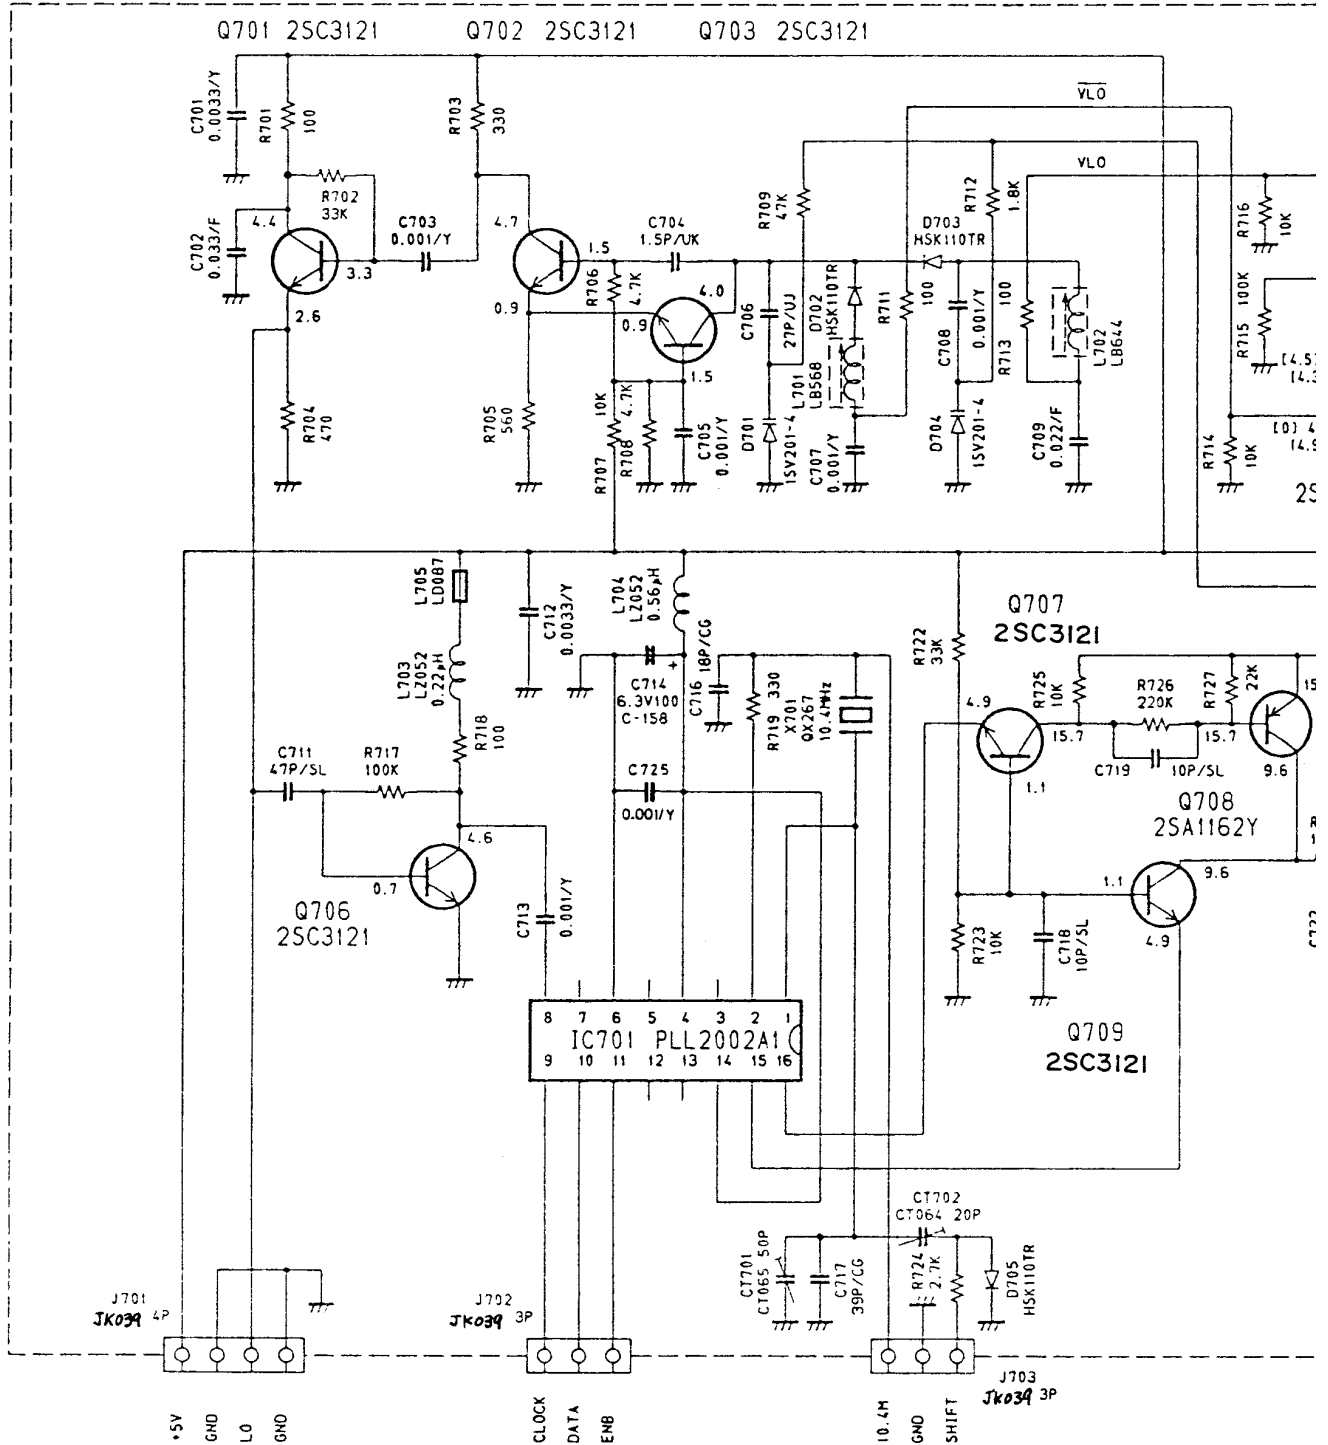 Q701 2SC3121
Q702 2SC3121
Q703 2SC3121
C701
0.0033/Y
R701
100
R703
330
R702
33K
C702
0.033/F
4.4
3.3
2.6
C703
0.001/Y
4.7
1.5
0.9
C704
1.5P/UK
R706
4.7K
4.0
0.9
1.5
R709
47K
C706
27P/UJ
D702
HSK110TR
L701
LB568
R711
100
D703
HSK110TR
R712
1.8K
VLO
VLO
C708
0.001/Y
R713
100
L702
LB644
R716
10K
R715
100K
[4.5]
[4.3
[0] 4
[4.9
2S
R704
470
R705
560
R707
10K
R708
4.7K
C705
0.001/Y
D701
1SV201-4
C707
0.001/Y
D704
1SV201-4
C709
0.022/F
R714
10K
L705
LD087
L703
LZ052
0.22μH
R718
100
C712
0.0033/Y
L704
LZ052
0.56μH
C714
6.3V100
C-158
+
C716
18P/CG
R719
330
X701
QX267
10.4MHz
R722
33K
Q707
2SC3121
R725
10K
R726
220K
R727
22K
4.9
15.7
C719
10P/SL
15.7
15
9.6
1.1
Q708
2SA1162Y
C711
47P/SL
R717
100K
4.6
0.7
Q706
2SC3121
C725
0.001/Y
C713
0.001/Y
1.1
9.6
4.9
R723
10K
C718
10P/SL
Q709
2SC3121
8 7 6 5 4 3 2 1
IC701 PLL2002A1
9 10 11 12 13 14 15 16
CT702
CT064 20P
CT701
CT065 50P
C717
39P/CG
R724
2.7K
D705
HSK110TR
J701
JK039 4P
J702
JK039 3P
J703
JK039 3P
+5V
GND
LO
GND
CLOCK
DATA
ENB
10.4M
GND
SHIFT